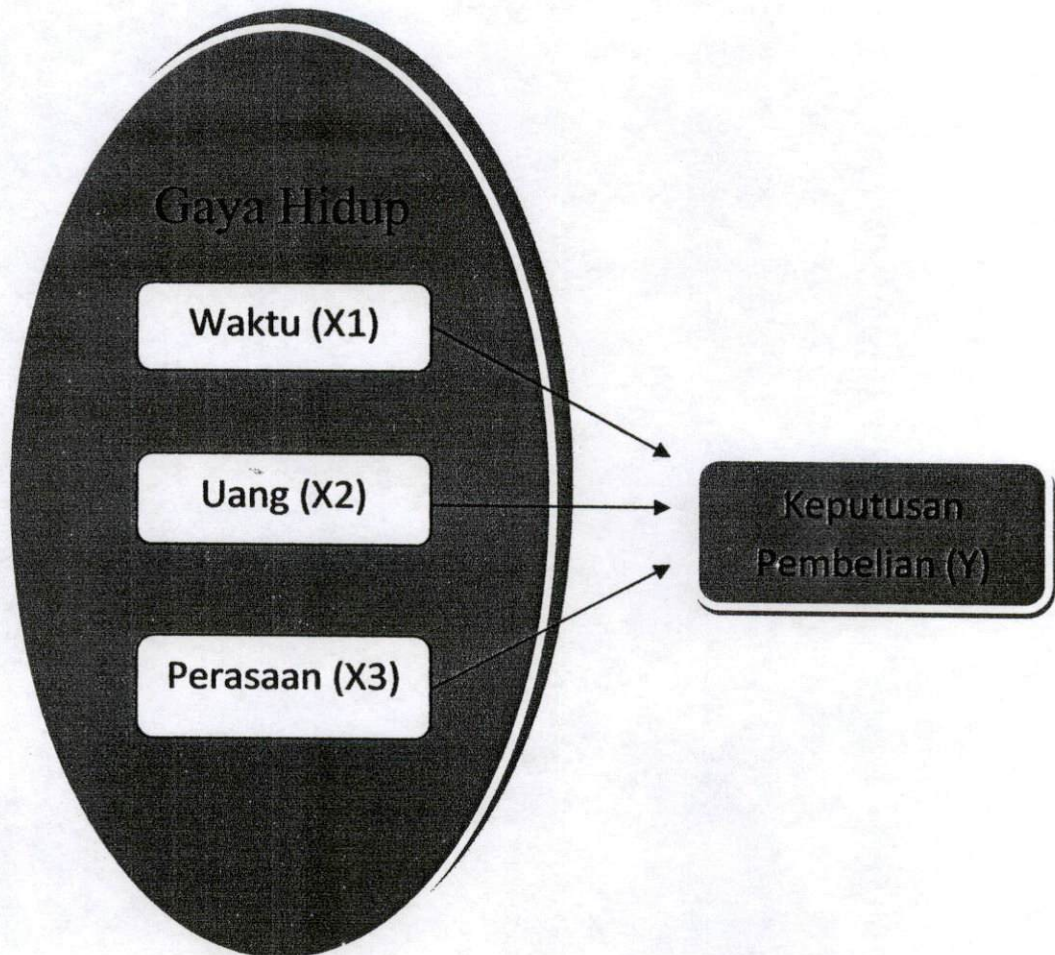 Gaya Hidup
Waktu (X1)
Uang (X2)
Perasaan (X3)
Keputusan
Pembelian (Y)